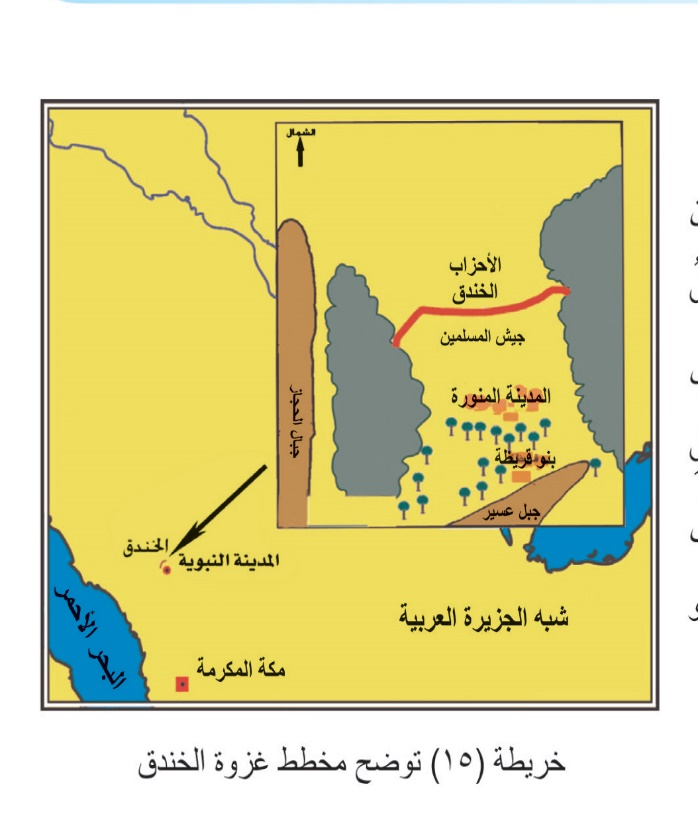 الشمال
الأحزاب
الخندق
جيش المسلمين
جبال الحجاز
المدينة المنورة
بنو قريظة
جبل عسير
الخندق
المدينة النبوية
شبه الجزيرة العربية
البحر الأحمر
مكة المكرمة
خريطة (١٥) توضح مخطط غزوة الخندق